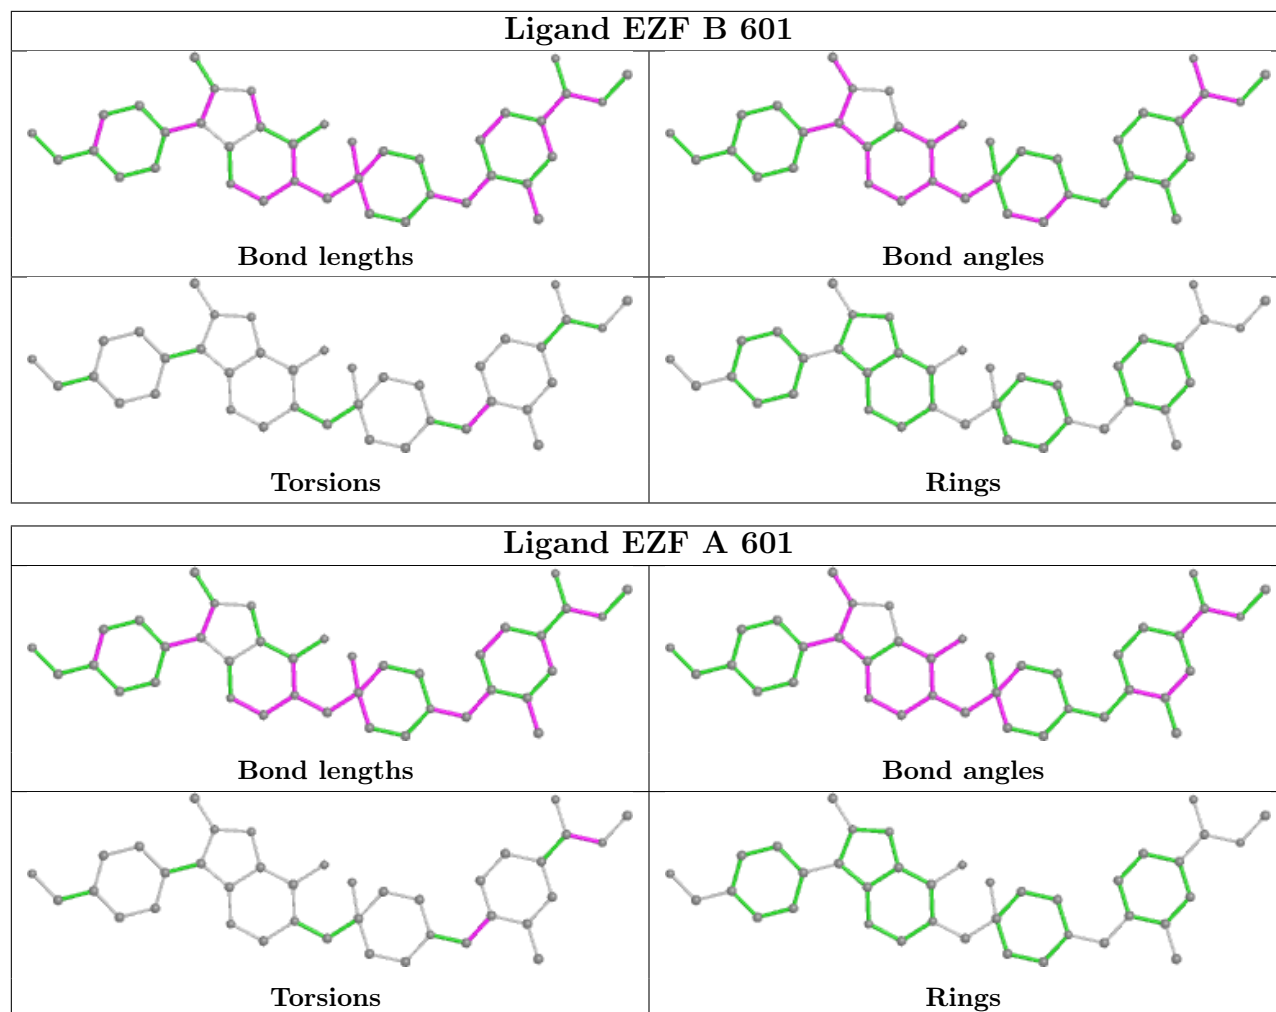 Ligand EZF B 601
Bond lengths
Bond angles
Torsions
Rings
Ligand EZF A 601
Bond lengths
Bond angles
Torsions
Rings